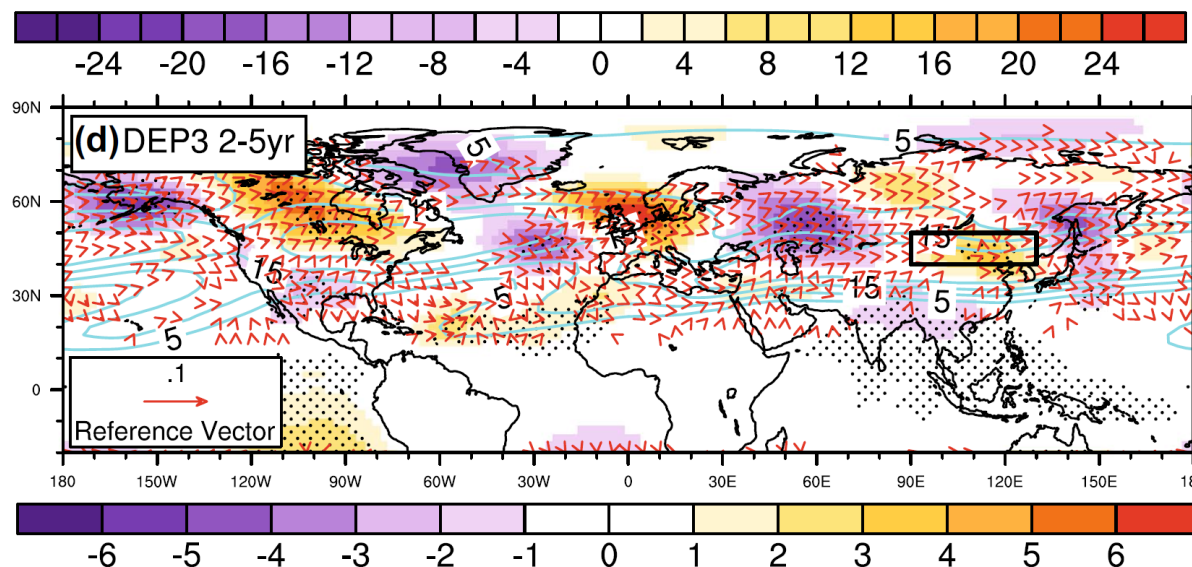 -24 -20 -16 -12 -8 -4 0 4 8 12 16 20 24
90N
(d) DEP3 2-5yr
5
5
60N
15
15
15
30N
5
5
5
.1
0
Reference Vector
180 150W 120W 90W 60W 30W 0 30E 60E 90E 120E 150E 18
-6 -5 -4 -3 -2 -1 0 1 2 3 4 5 6